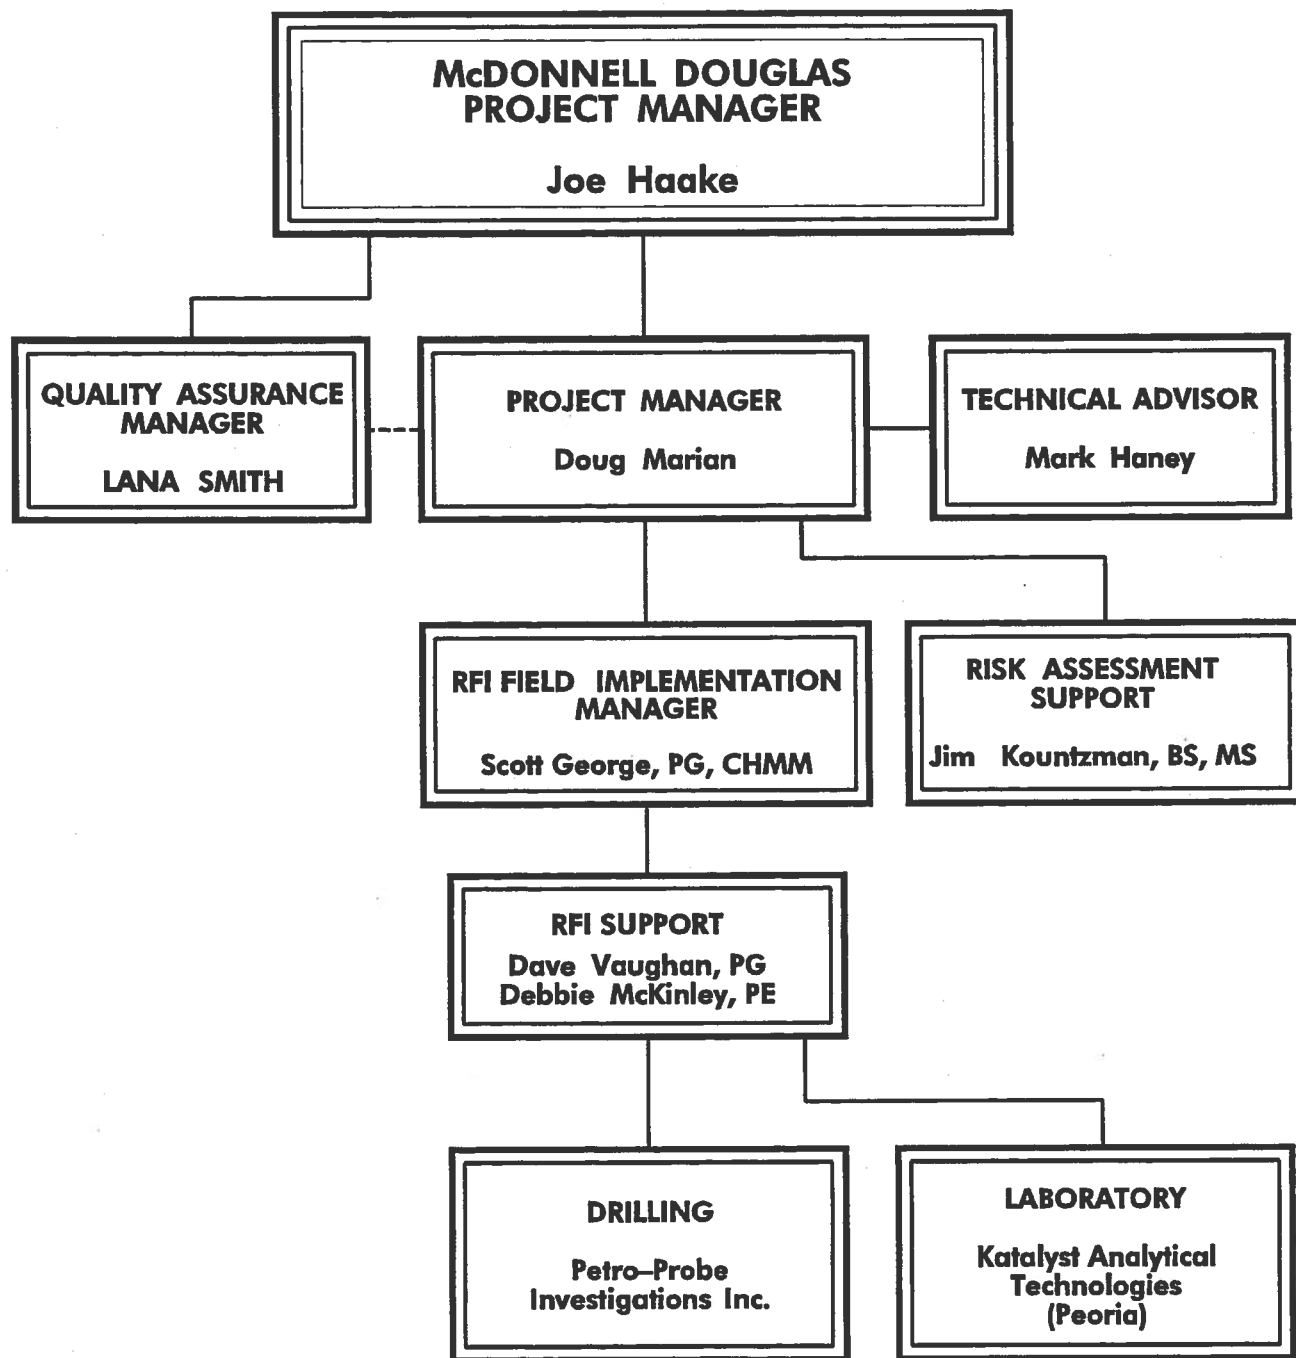 McDONNELL DOUGLAS
PROJECT MANAGER
Joe Haake
QUALITY ASSURANCE
MANAGER
LANA SMITH
PROJECT MANAGER
Doug Marian
TECHNICAL ADVISOR
Mark Haney
RFI FIELD IMPLEMENTATION
MANAGER
Scott George, PG, CHMM
RISK ASSESSMENT
SUPPORT
Jim Kountzman, BS, MS
RFI SUPPORT
Dave Vaughan, PG
Debbie McKinley, PE
DRILLING
Petro–Probe
Investigations Inc.
LABORATORY
Katalyst Analytical
Technologies
(Peoria)